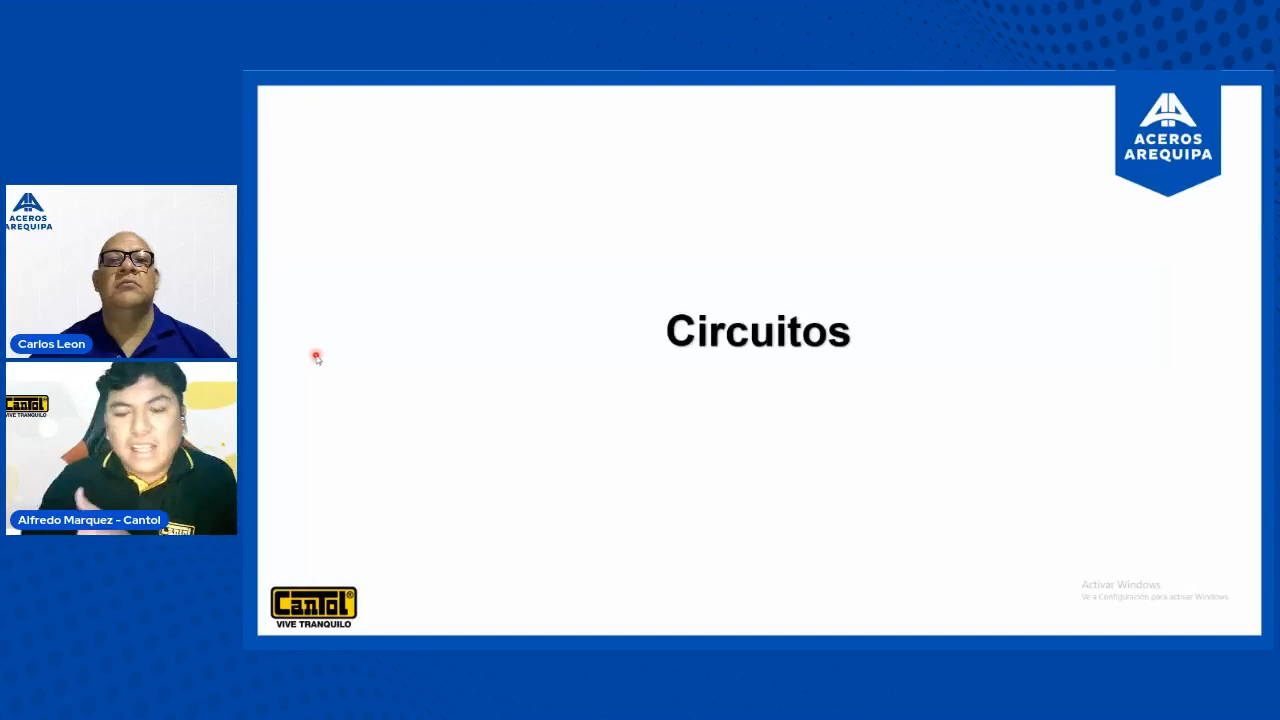 ACEROS
AREQUIPA
ACEROS
AREQUIPA
Carlos Leon
CanTol
VIVE TRANQUILO
CanTol
Alfredo Marquez - Cantol
Circuitos
CanTol®
VIVE TRANQUILO
Activar Windows
Ve a Configuración para activar Windows.